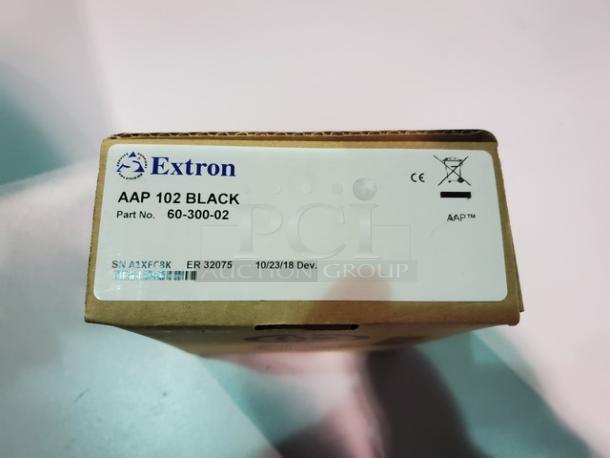 Extron
AAP 102 BLACK
Part No. 60-300-02
CE
AAP™
PCI
AUCTION GROUP
ER 32075 10/23/18 Dev.
SN